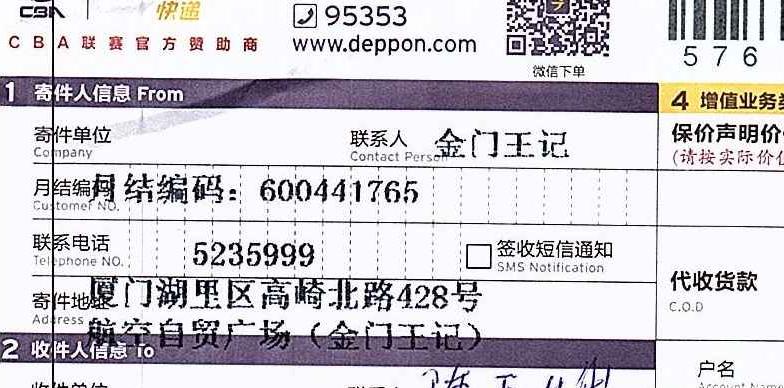 CBA 快递
95353
CBA联赛官方赞助商
www.deppon.com
微信下单
576
1 寄件人信息 From
4 增值业务
寄件单位
Company
联系人 金门王记
Contact Person
保价声明价
(请按实际价
月结编码 月结编码：600441765
Customer NO.
联系电话 5235999
Telephone NO.
签收短信通知
SMS Notification
代收货款
C.O.D
寄件地址 厦门湖里区高崎北路428号
Address 航空自贸广场（金门王记）
2 收件人信息 To
户名
Account Name